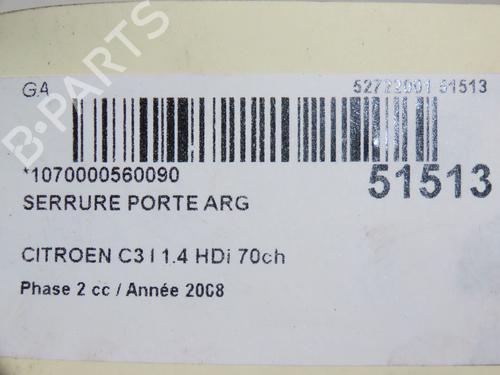 G.4 52722001 51513
*1070000560090
51513
SERRURE PORTE ARG
CITROEN C3 I 1.4 HDi 70ch
Phase 2 cc / Année 2008
B-PARTS